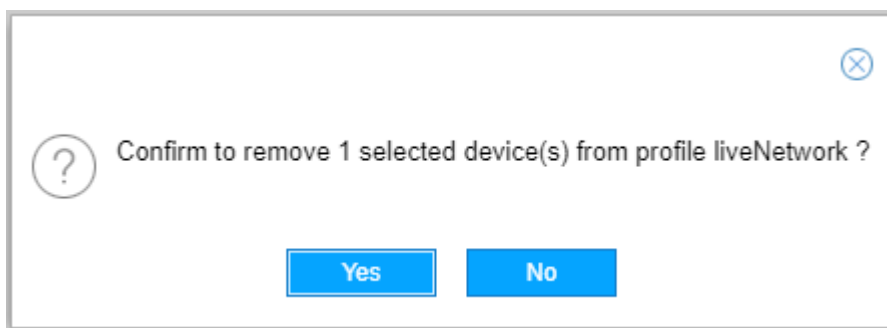 Confirm to remove 1 selected device(s) from profile liveNetwork ?
Yes
No